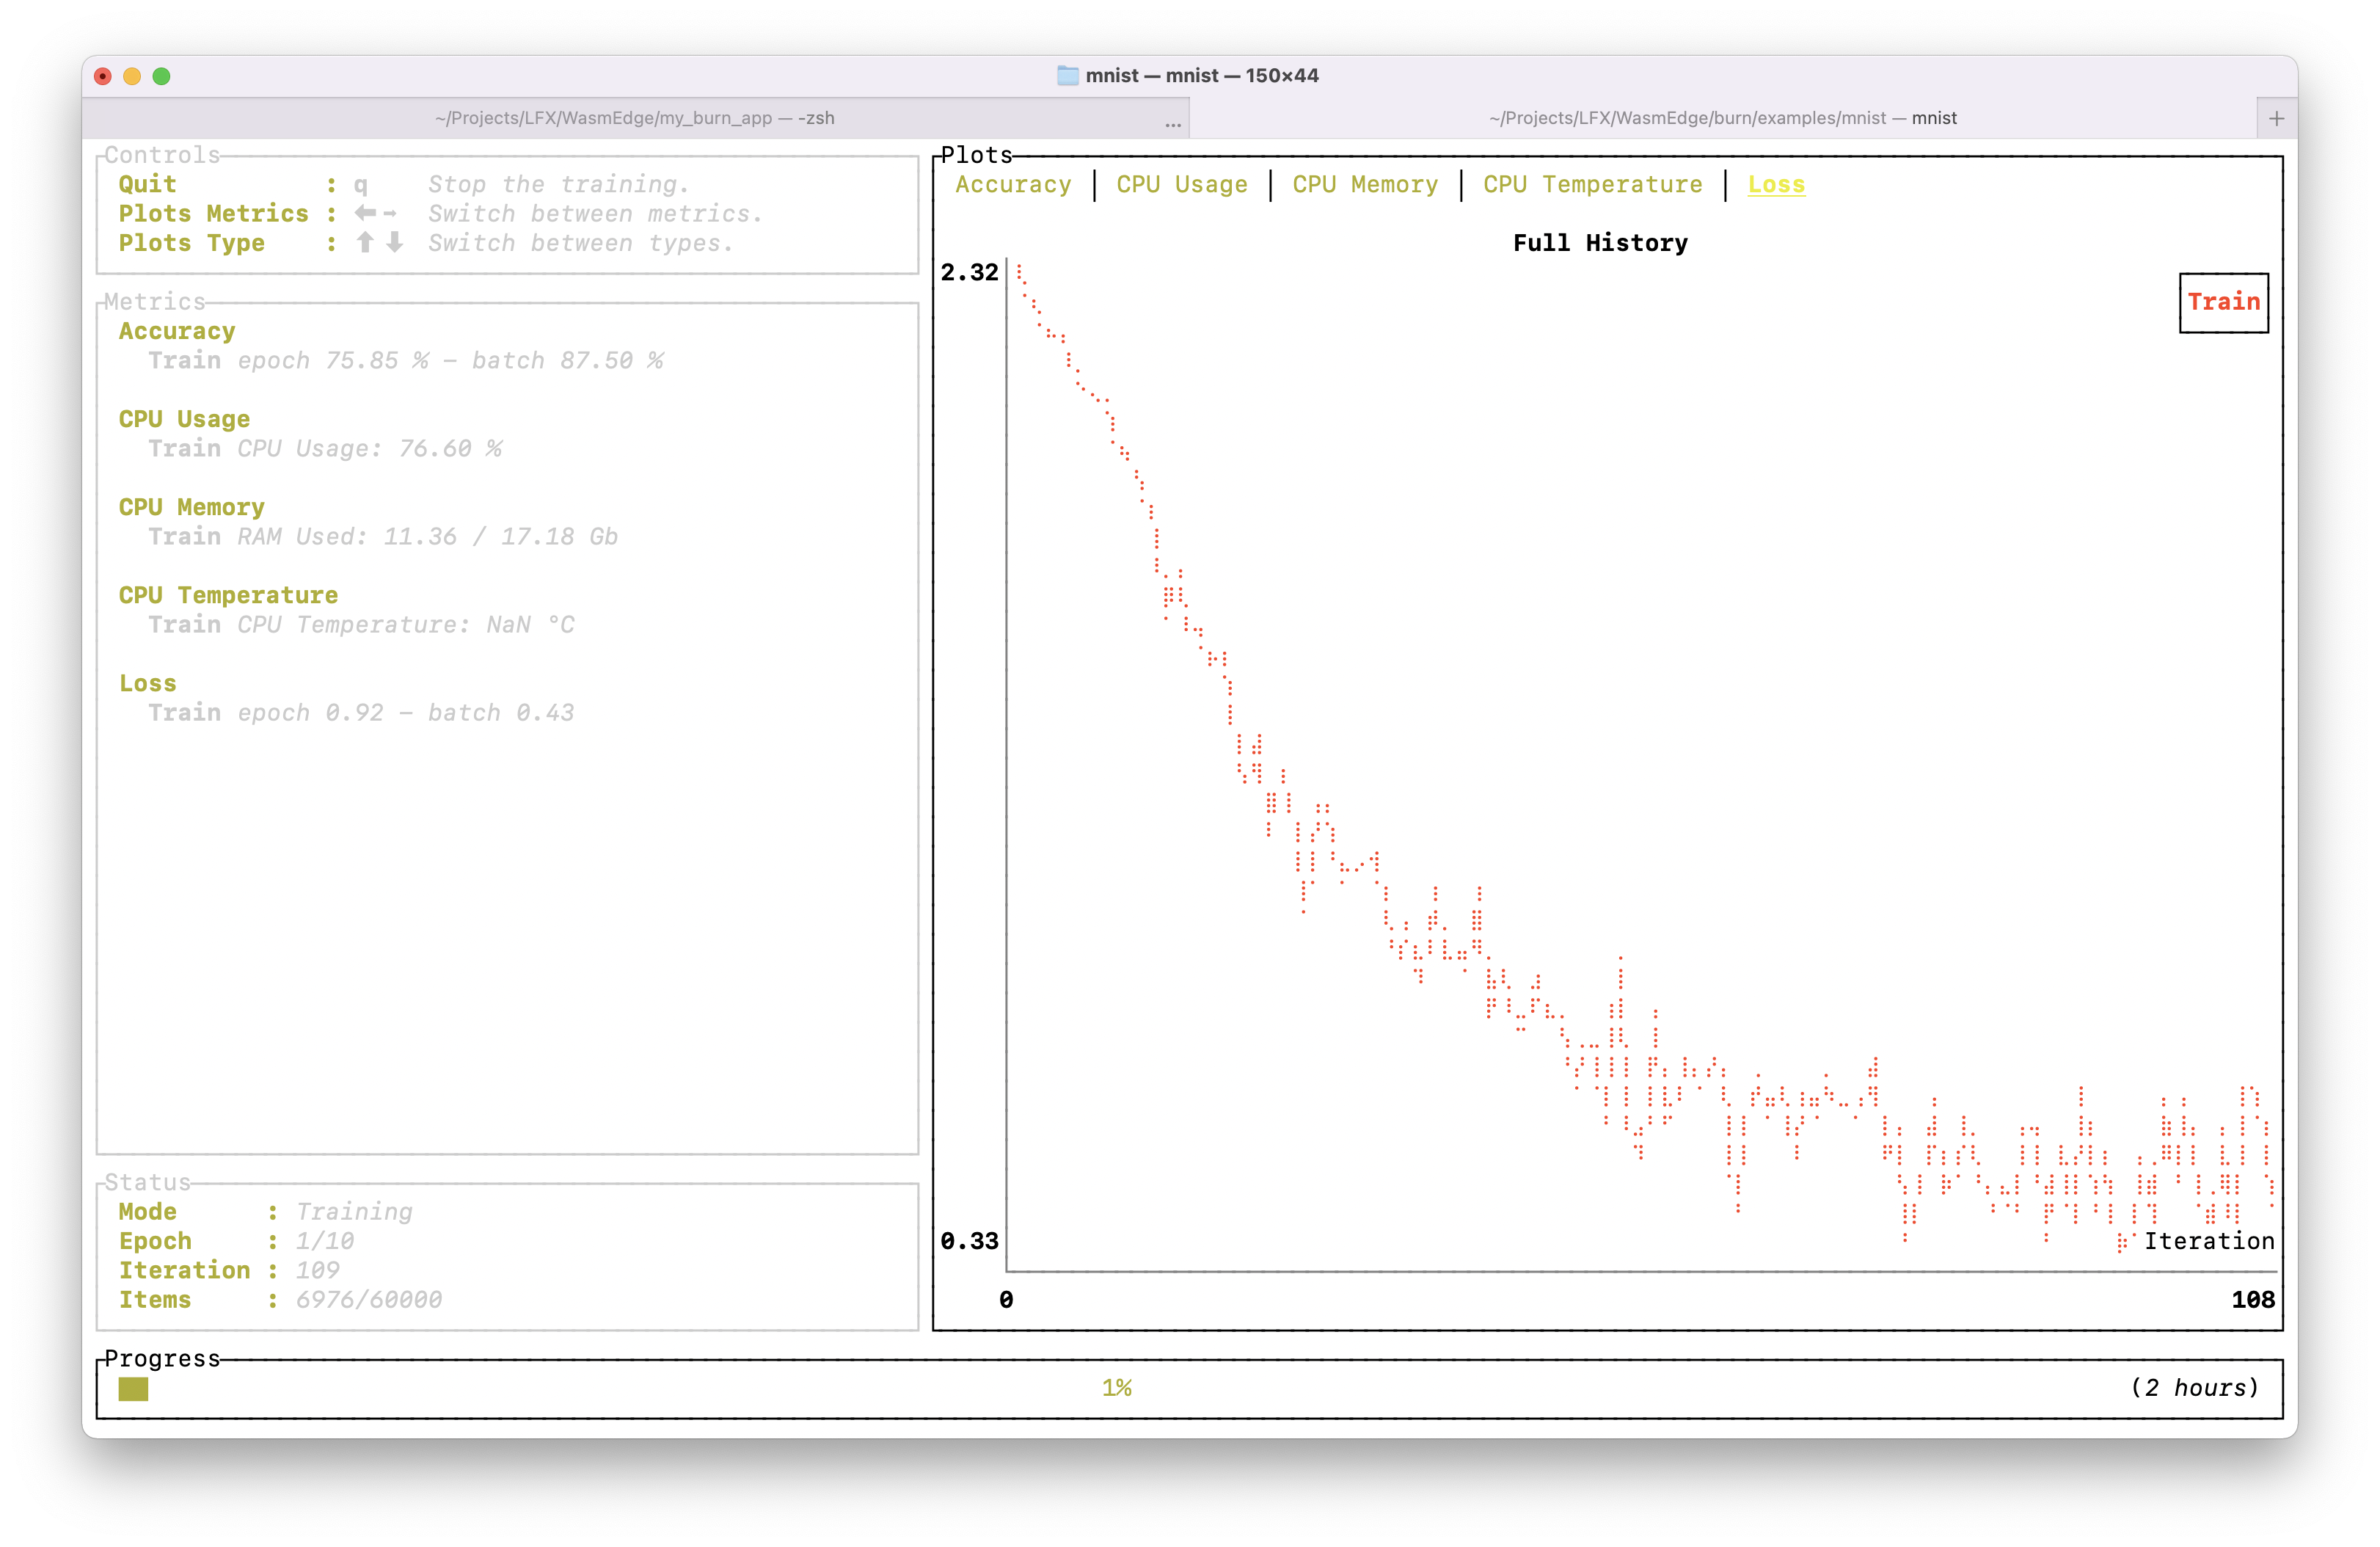 mnist — mnist — 150×44
~/Projects/LFX/WasmEdge/my_burn_app — -zsh ...
~/Projects/LFX/WasmEdge/burn/examples/mnist — mnist +
Controls
Quit : q Stop the training.
Plots Metrics : ⬅ ➡ Switch between metrics.
Plots Type : ⬆ ⬇ Switch between types.
Metrics
Accuracy
Train epoch 75.85 % - batch 87.50 %
CPU Usage
Train CPU Usage: 76.60 %
CPU Memory
Train RAM Used: 11.36 / 17.18 Gb
CPU Temperature
Train CPU Temperature: NaN °C
Loss
Train epoch 0.92 - batch 0.43
Status
Mode : Training
Epoch : 1/10
Iteration : 109
Items : 6976/60000
Plots
Accuracy | CPU Usage | CPU Memory | CPU Temperature | Loss
Full History
2.32
Train
0.33
Iteration
0 108
Progress
1% (2 hours)